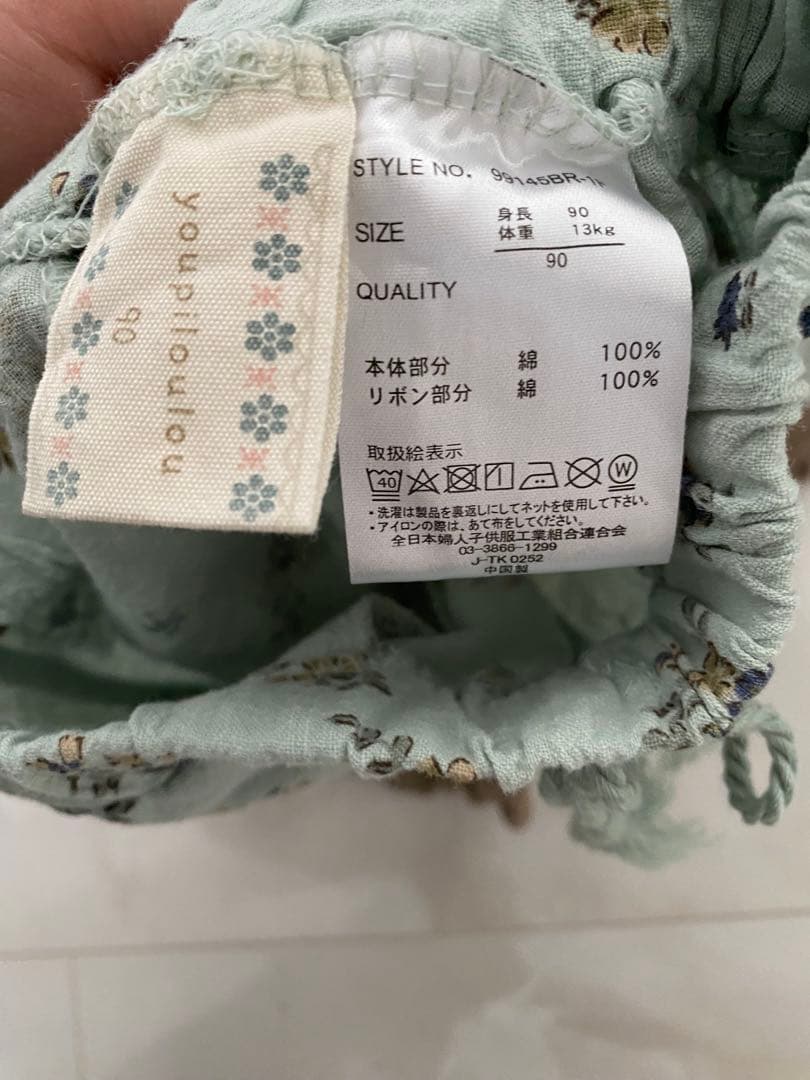 youpiloulou
90
STYLE NO. 99145BR-1
SIZE
身長 90
体重 13kg
90
QUALITY
本体部分 綿 100%
リボン部分 綿 100%
取扱絵表示
40 W
・洗濯は製品を裏返しにしてネットを使用して下さい。
・アイロンの際は、あて布をしてください。
全日本婦人子供服工業組合連合会
03-3866-1299
J-TK 0252
中国製